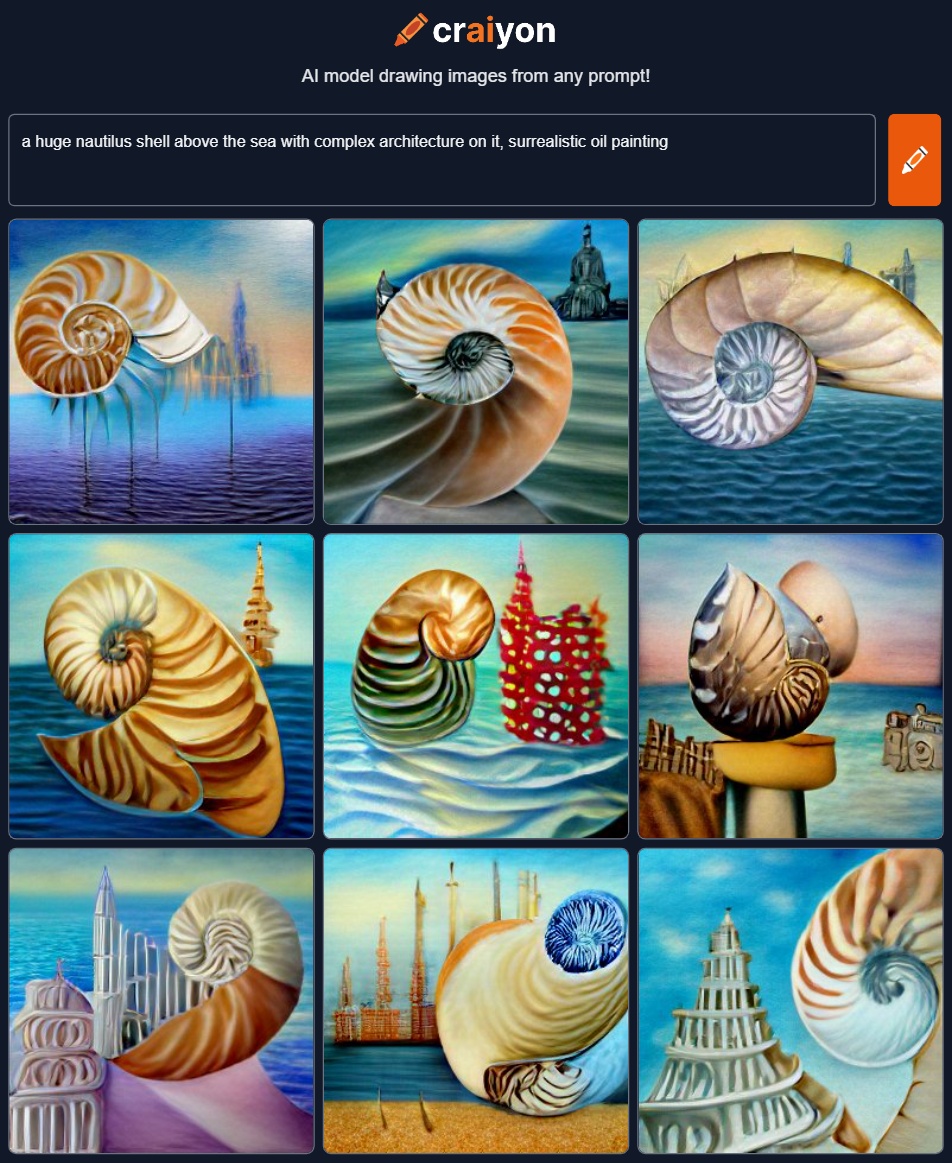 craiyon
AI model drawing images from any prompt!
a huge nautilus shell above the sea with complex architecture on it, surrealistic oil painting